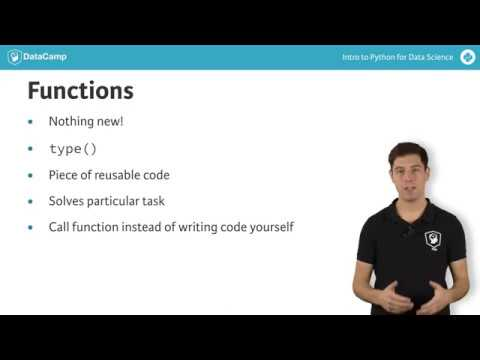 DataCamp
Intro to Python for Data Science
Functions
Nothing new!
type()
Piece of reusable code
Solves particular task
Call function instead of writing code yourself